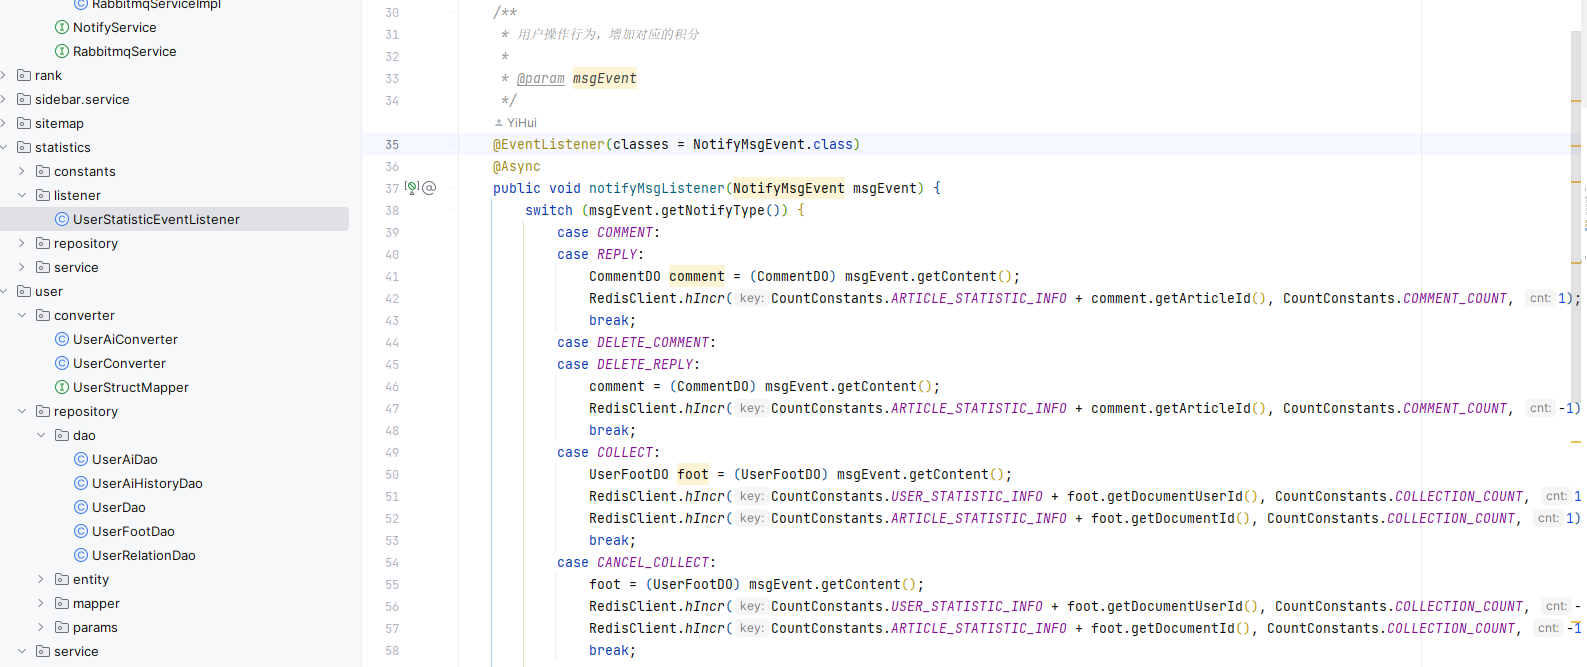 RabbitmqServiceImpl
NotifyService
RabbitmqService
rank
sidebar.service
sitemap
statistics
constants
listener
UserStatisticEventListener
repository
service
user
converter
UserAiConverter
UserConverter
UserStructMapper
repository
dao
UserAiDao
UserAiHistoryDao
UserDao
UserFootDao
UserRelationDao
entity
mapper
params
service
30 /**
31 * 用户操作行为，增加对应的积分
32 *
33 * @param msgEvent
34 */
YiHui
35 @EventListener(classes = NotifyMsgEvent.class)
36 @Async
37 public void notifyMsgListener(NotifyMsgEvent msgEvent) {
38 switch (msgEvent.getNotifyType()) {
39 case COMMENT:
40 case REPLY:
41 CommentDO comment = (CommentDO) msgEvent.getContent();
42 RedisClient.hIncr( key: CountConstants.ARTICLE_STATISTIC_INFO + comment.getArticleId(), CountConstants.COMMENT_COUNT, cnt: 1);
43 break;
44 case DELETE_COMMENT:
45 case DELETE_REPLY:
46 comment = (CommentDO) msgEvent.getContent();
47 RedisClient.hIncr( key: CountConstants.ARTICLE_STATISTIC_INFO + comment.getArticleId(), CountConstants.COMMENT_COUNT, cnt: -1)
48 break;
49 case COLLECT:
50 UserFootDO foot = (UserFootDO) msgEvent.getContent();
51 RedisClient.hIncr( key: CountConstants.USER_STATISTIC_INFO + foot.getDocumentUserId(), CountConstants.COLLECTION_COUNT, cnt: 1
52 RedisClient.hIncr( key: CountConstants.ARTICLE_STATISTIC_INFO + foot.getDocumentId(), CountConstants.COLLECTION_COUNT, cnt: 1)
53 break;
54 case CANCEL_COLLECT:
55 foot = (UserFootDO) msgEvent.getContent();
56 RedisClient.hIncr( key: CountConstants.USER_STATISTIC_INFO + foot.getDocumentUserId(), CountConstants.COLLECTION_COUNT, cnt: -
57 RedisClient.hIncr( key: CountConstants.ARTICLE_STATISTIC_INFO + foot.getDocumentId(), CountConstants.COLLECTION_COUNT, cnt: -1
58 break;